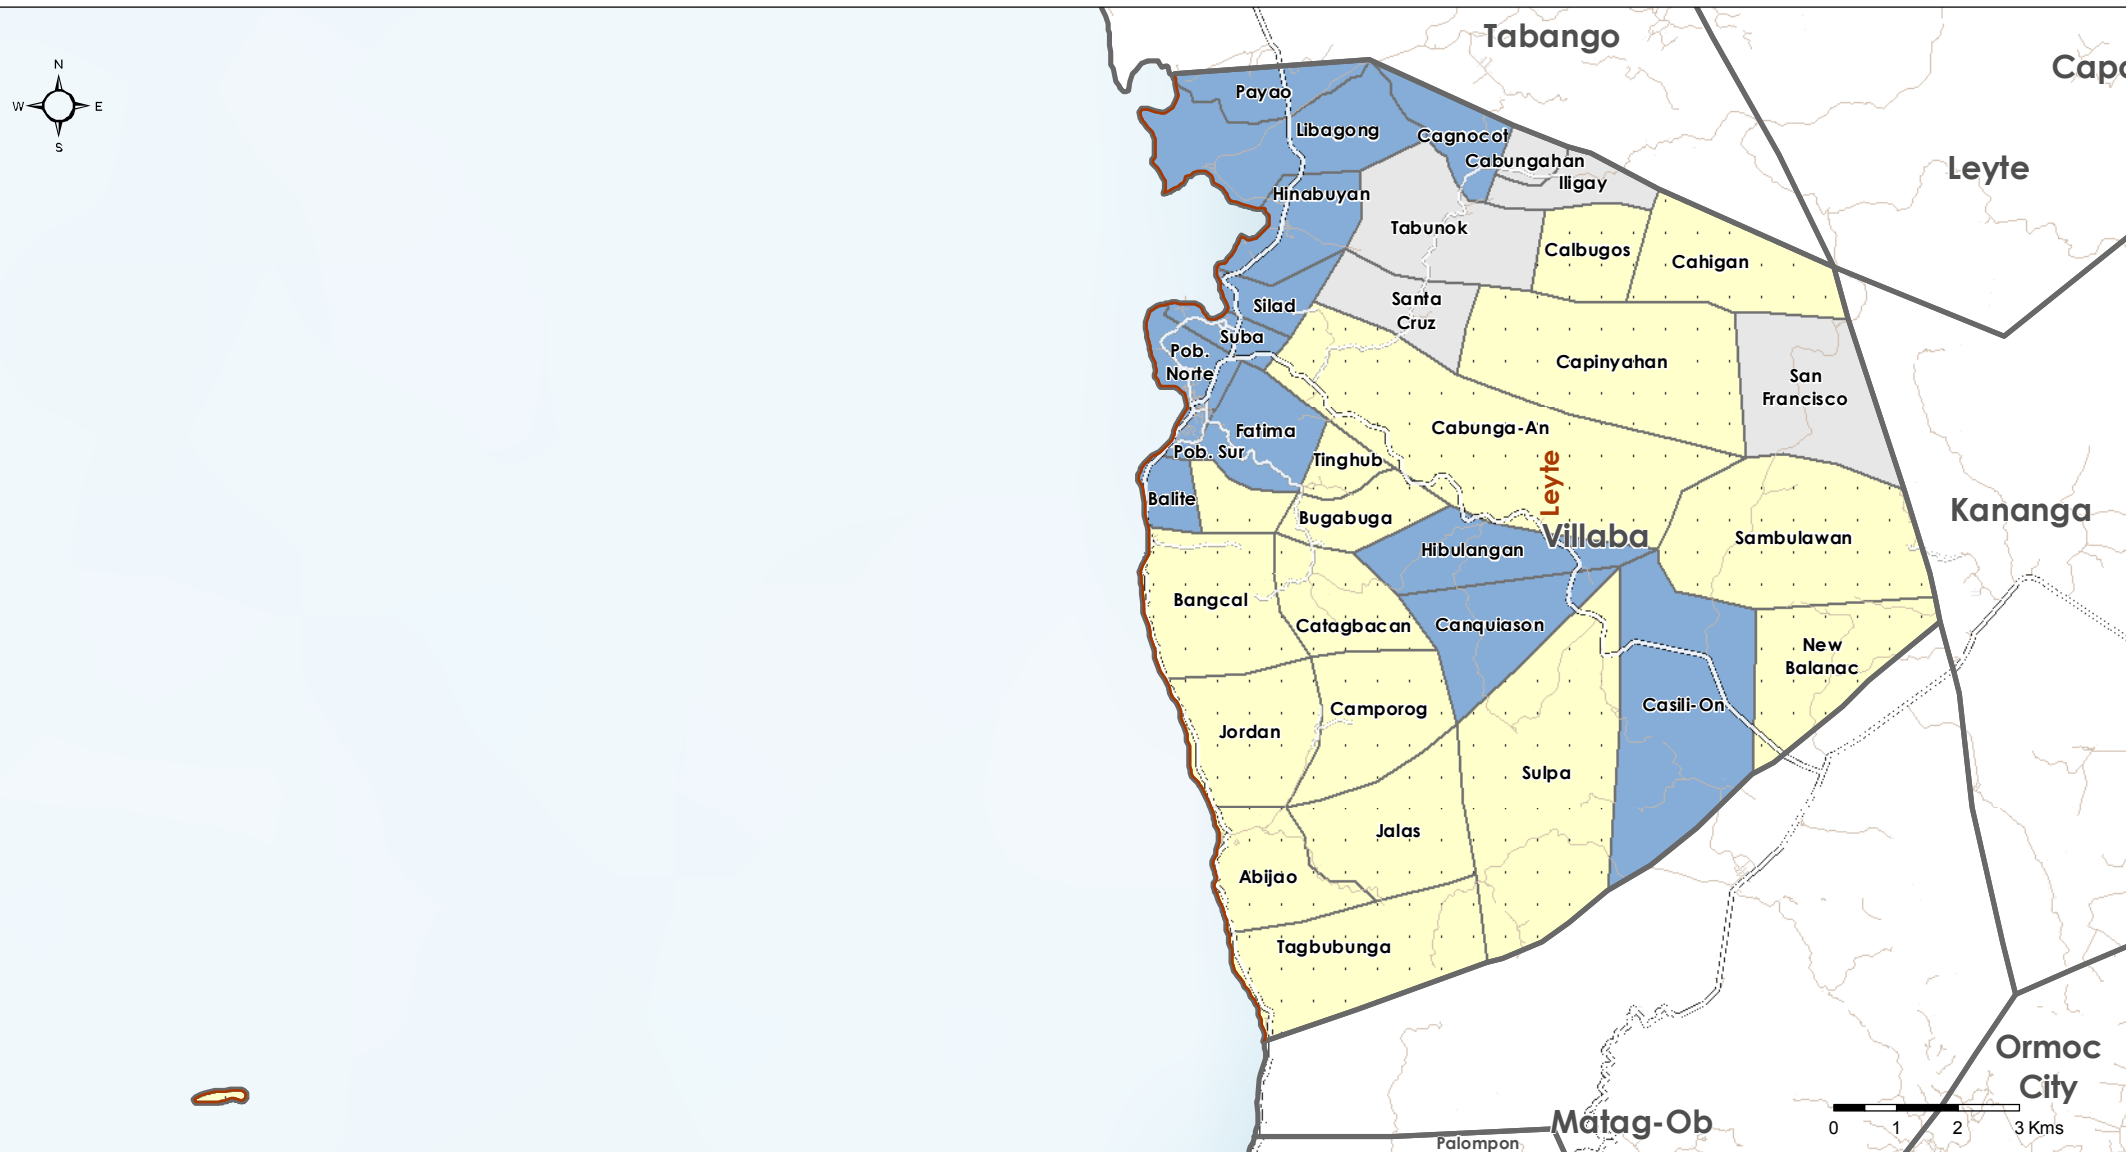 Tabango
Capo
N
W
E
S
Payao
Libagong
Cagnocot
Cabungahan
Iligay
Leyte
Hinabuyan
Tabunok
Calbugos
Cahigan
Silad
Santa
Cruz
Suba
Pob.
Norte
Capinyahan
San
Francisco
Fatima
Cabunga-An
Pob. Sur
Tinghub
Leyte
Balite
Bugabuga
Villaba
Kananga
Hibulangan
Sambulawan
Bangcal
Catagbacan
Canquiason
New
Balanac
Jordan
Camporog
Casili-On
Sulpa
Jalas
Abijao
Tagbubunga
Ormoc
City
Matag-Ob
Palompon
0 1 2 3 Kms